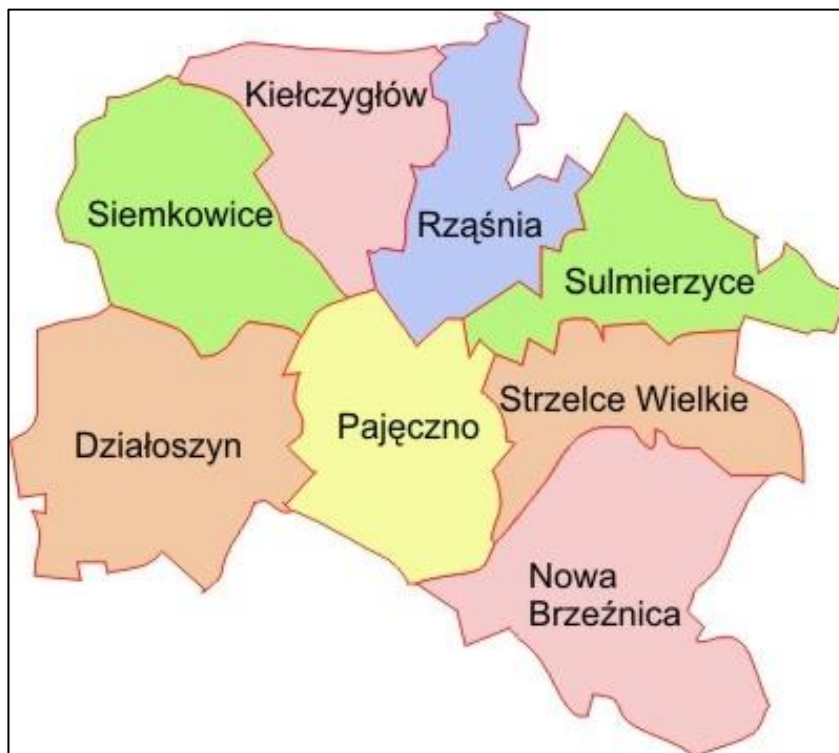 Kiełczygłów
Siemkowice
Rząśnia
Sulmierzyce
Strzelce Wielkie
Pajęczno
Działoszyn
Nowa
Brzeźnica